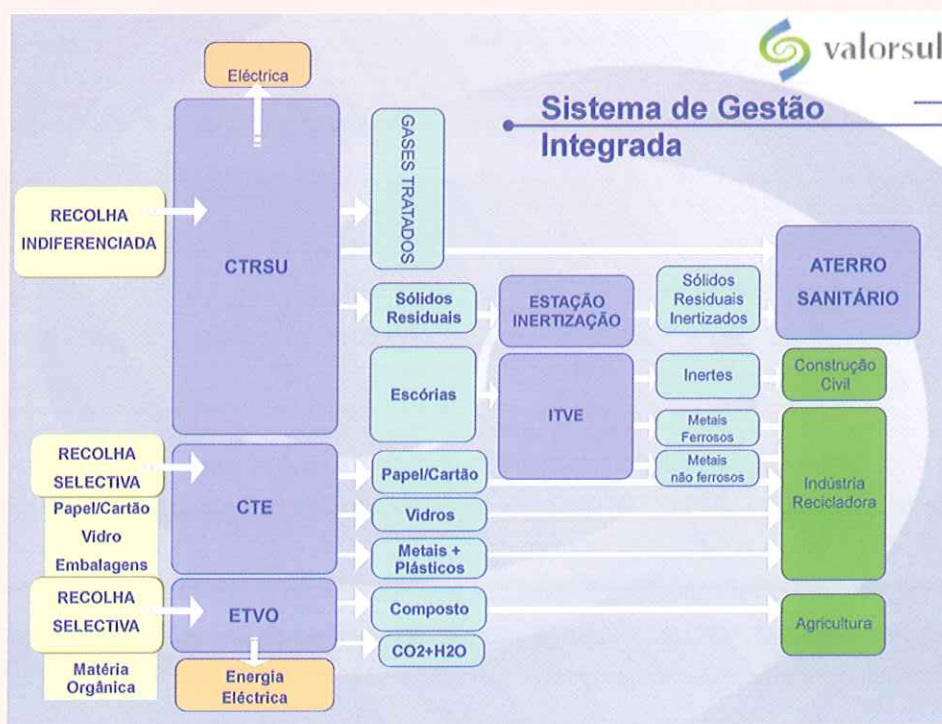 valorsul
Sistema de Gestão
Integrada
Eléctrica
GASES TRATADOS
RECOLHA
INDIFERENCIADA
CTRSU
ATERRO
SANITÁRIO
Sólidos
Residuais
ESTAÇÃO
INERTIZAÇÃO
Sólidos
Residuais
Inertizados
Escórias
ITVE
Inertes
Construção
Civil
Metais
Ferrosos
Metais
não ferrosos
Indústria
Recicladora
RECOLHA
SELECTIVA
Papel/Cartão
Vidro
Embalagens
CTE
Papel/Cartão
Vidros
Metais +
Plásticos
RECOLHA
SELECTIVA
Matéria
Orgânica
ETVO
Composto
CO2+H2O
Agricultura
Energia
Eléctrica